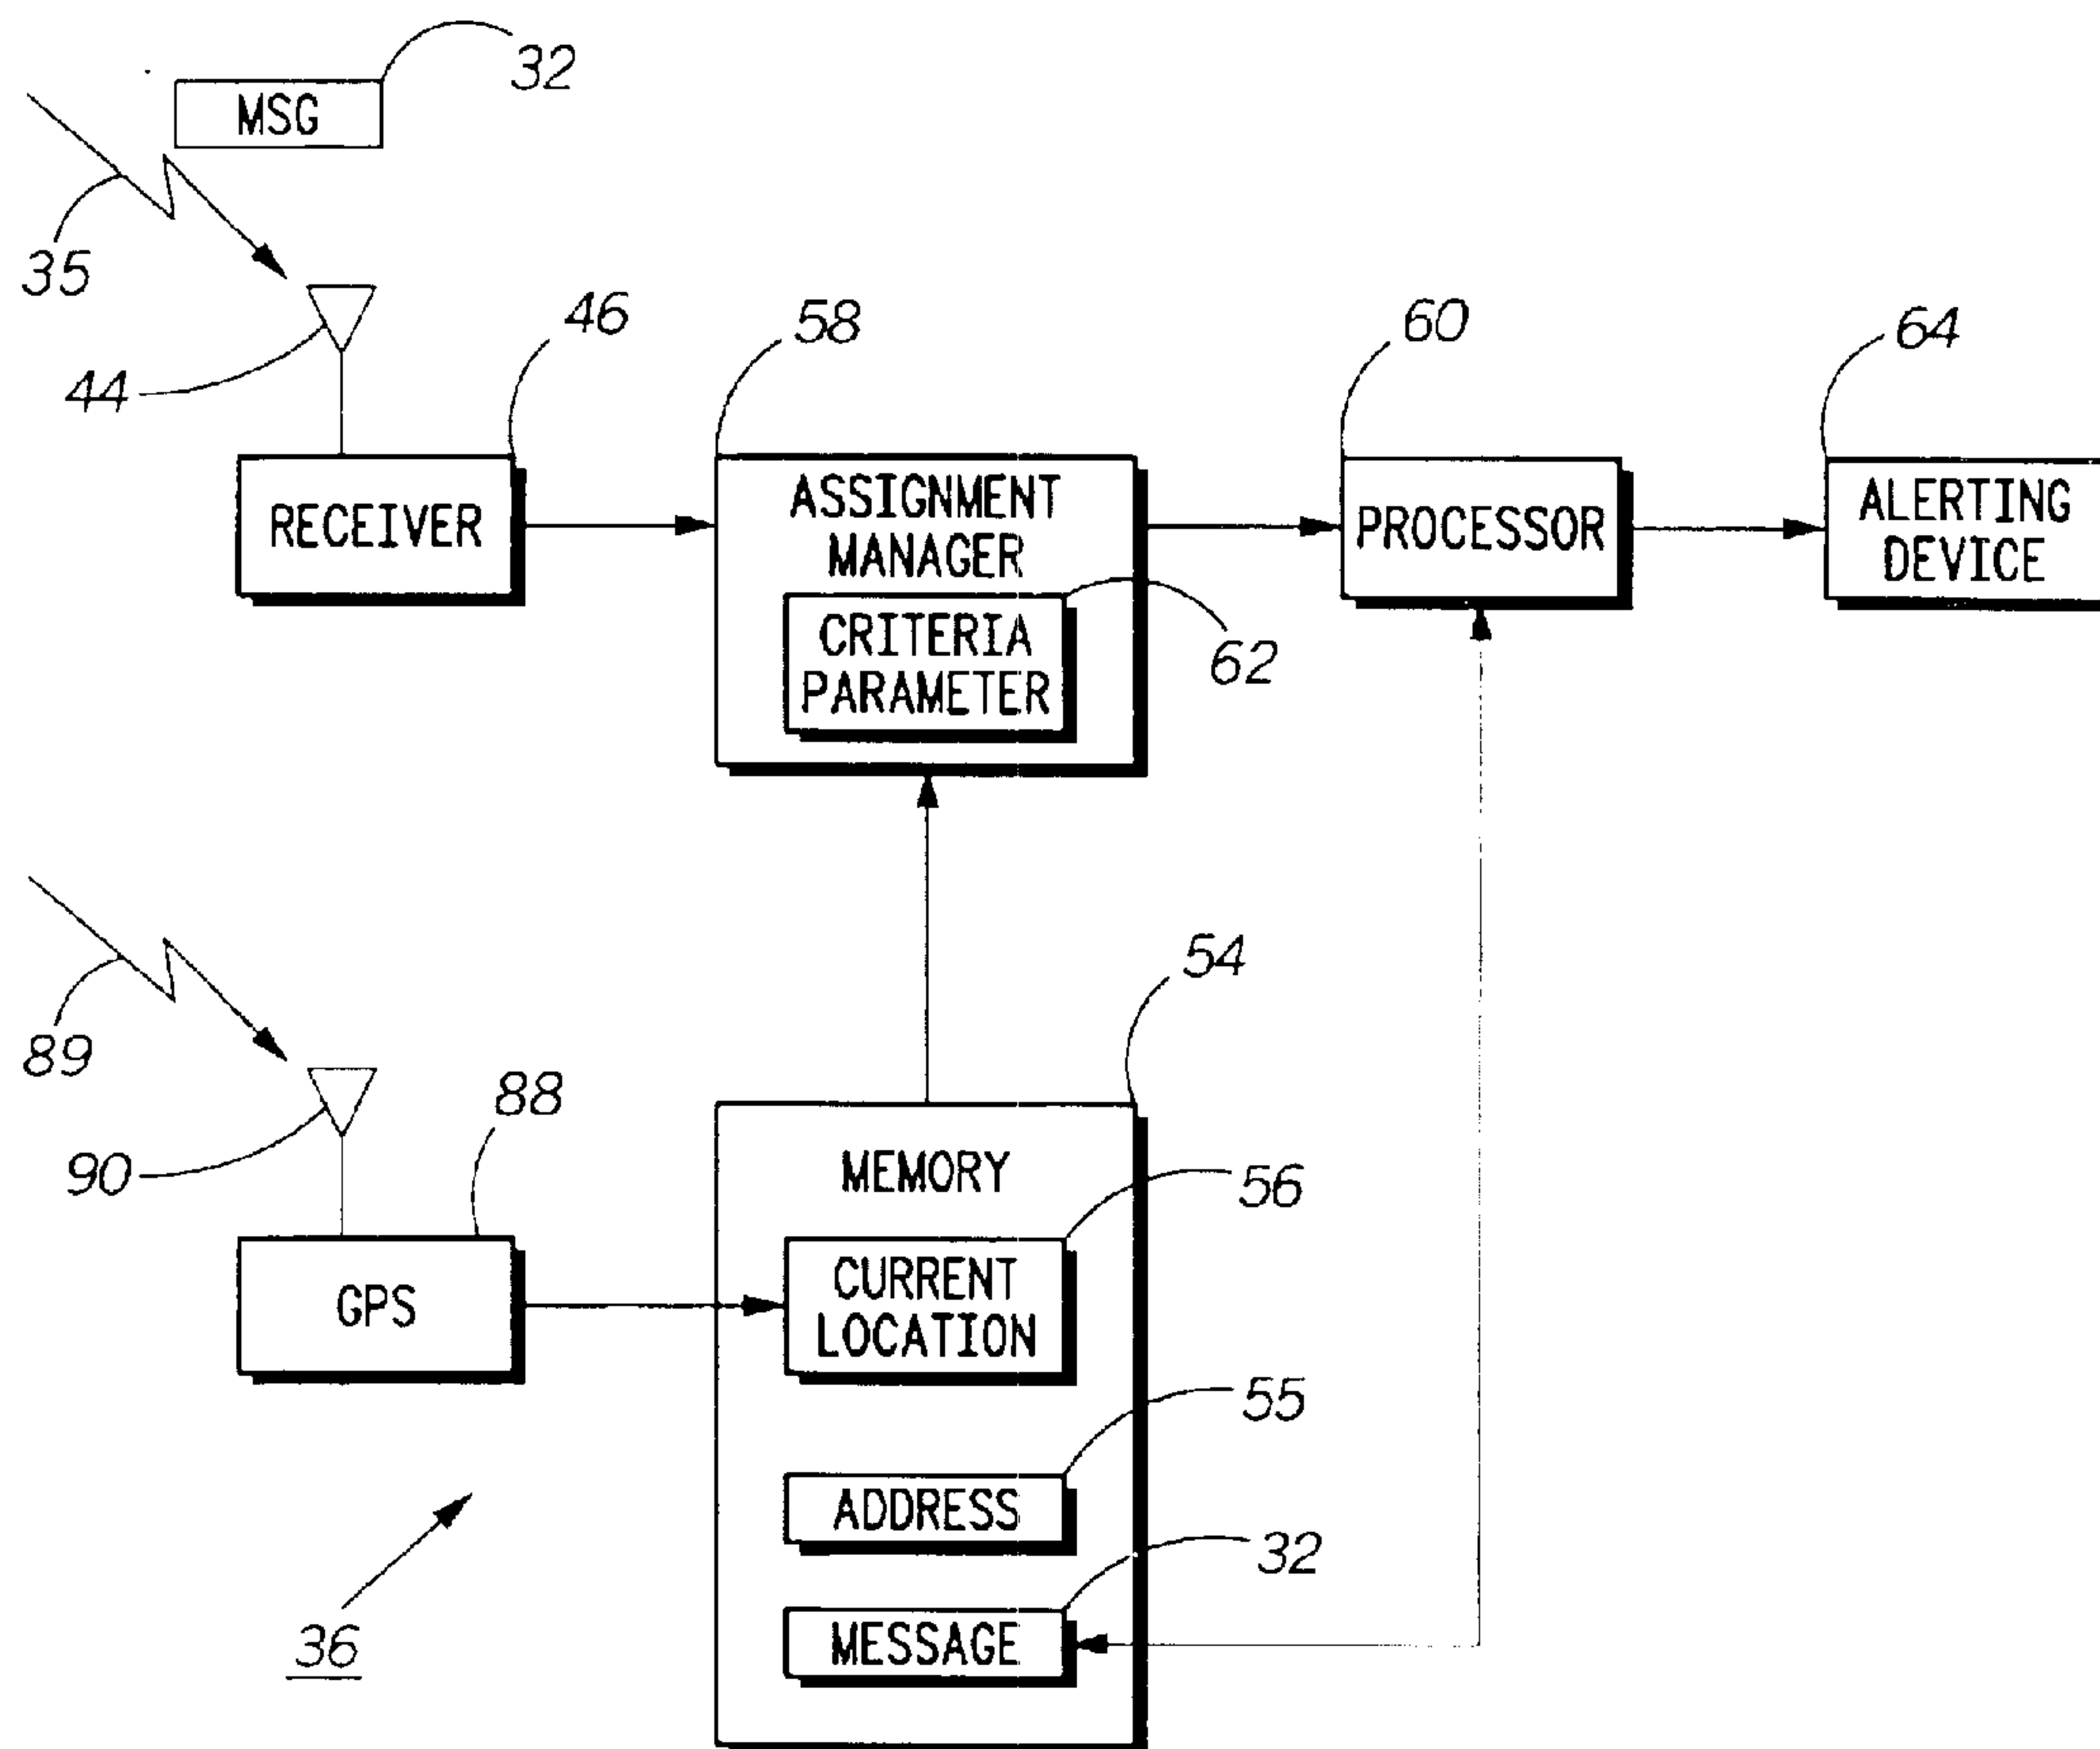 32
MSG
35
44
46
58
60
64
RECEIVER
ASSIGNMENT
MANAGER
PROCESSOR
ALERTING
DEVICE
CRITERIA
PARAMETER
62
54
89
88
90
MEMORY
56
CURRENT
LOCATION
GPS
55
ADDRESS
32
MESSAGE
36